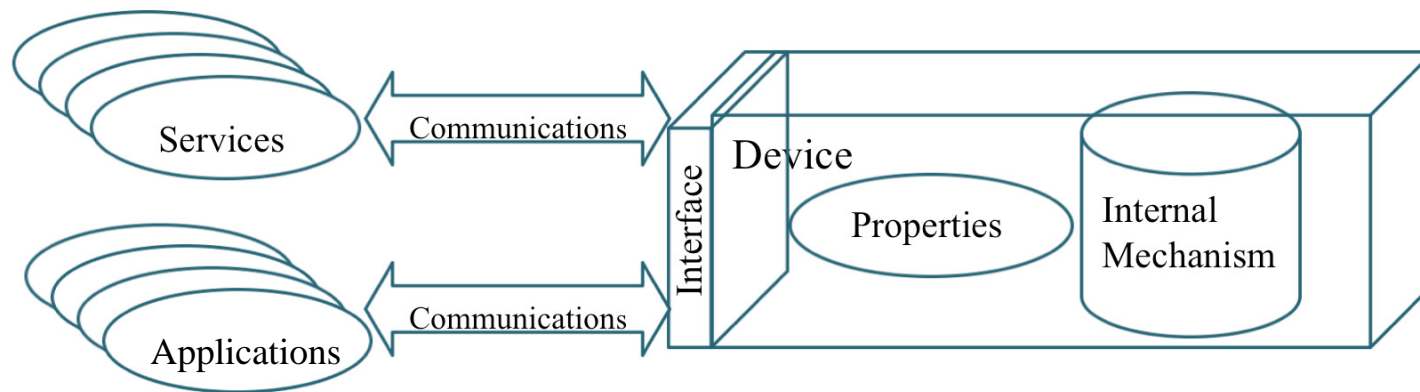 Services
Communications
Interface
Device
Properties
Internal
Mechanism
Applications
Communications